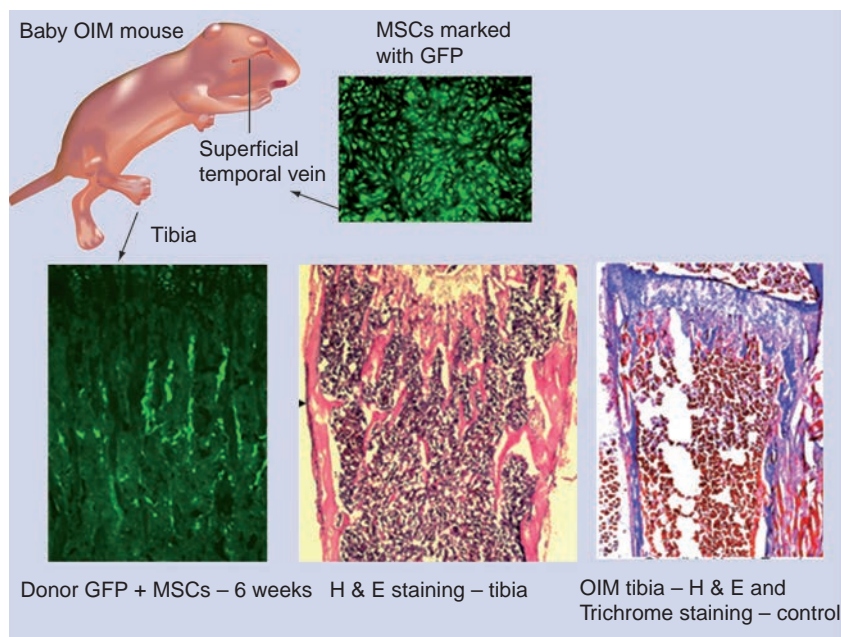 Baby OIM mouse
MSCs marked
with GFP
Superficial
temporal vein
Tibia
Donor GFP + MSCs – 6 weeks
H & E staining – tibia
OIM tibia – H & E and
Trichrome staining – control